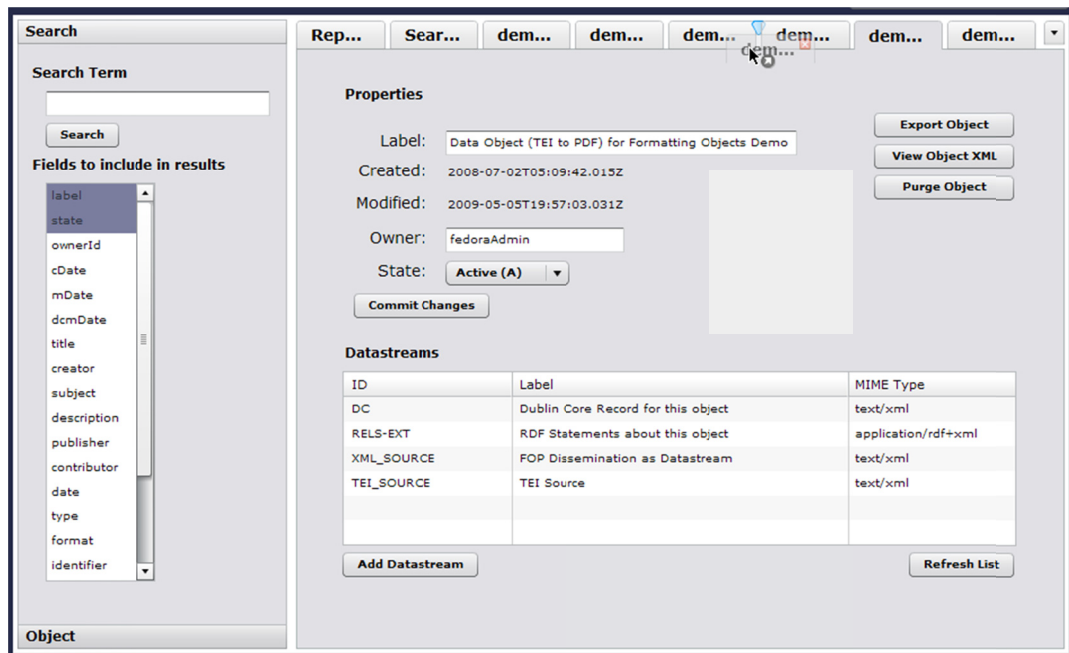 Search
Search Term
Search
Fields to include in results
label
state
ownerId
cDate
mDate
dcmDate
title
creator
subject
description
publisher
contributor
date
type
format
identifier
Object
Rep... Sear... dem... dem... dem... dem... dem... dem...
dem...
Properties
Label: Data Object (TEI to PDF) for Formatting Objects Demo
Created: 2008-07-02T05:09:42.015Z
Modified: 2009-05-05T19:57:03.031Z
Owner: fedoraAdmin
State: Active (A)
Commit Changes
Export Object
View Object XML
Purge Object
Datastreams
ID Label MIME Type
DC Dublin Core Record for this object text/xml
RELS-EXT RDF Statements about this object application/rdf+xml
XML_SOURCE FOP Dissemination as Datastream text/xml
TEI_SOURCE TEI Source text/xml
Add Datastream Refresh List